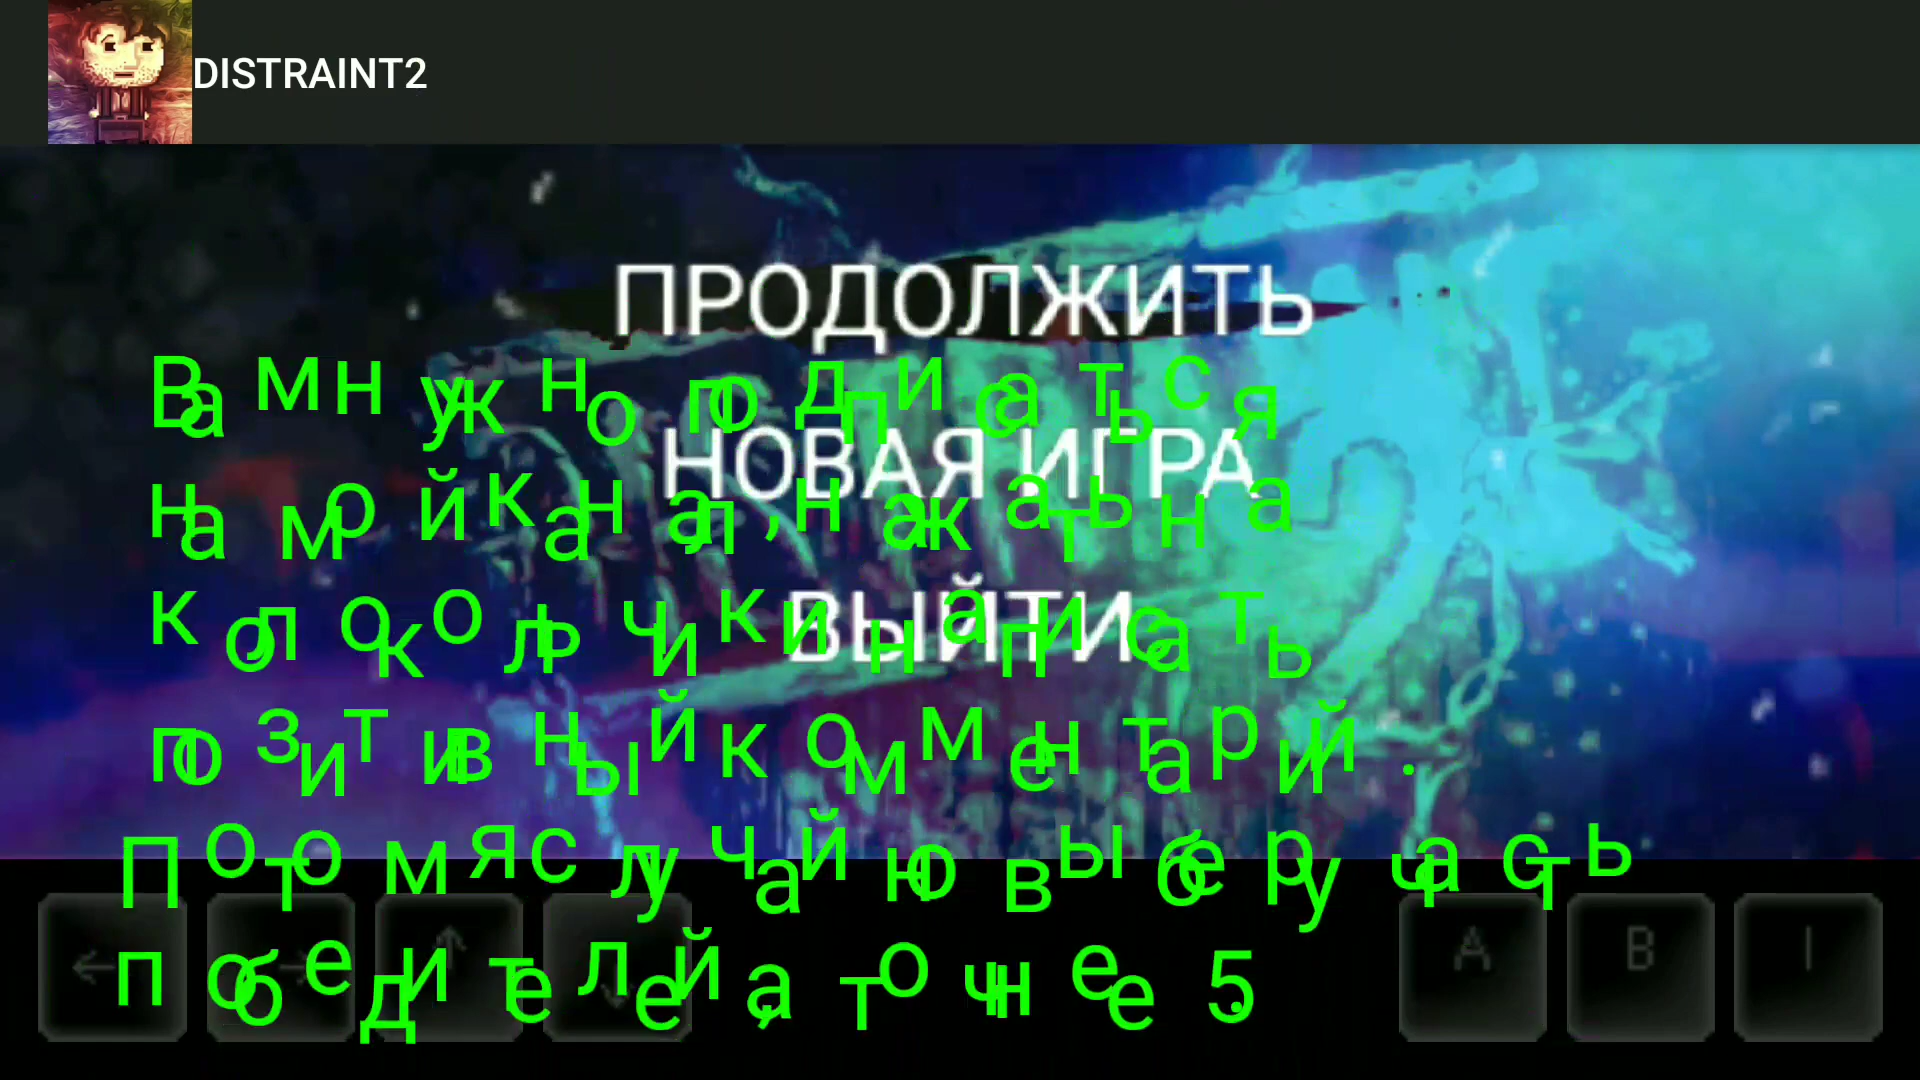 DISTRAINT2
ПРОДОЛЖИТЬ
Вам нужно подписаться
НОВАЯ ИГРА
на мой канал, нажать на
колокольчик и написать
ВЫЙТИ
позитивный комментарий.
Потом я случайно выберу часть
победителей, а точнее 5.
← → ↑ ↓ A B I